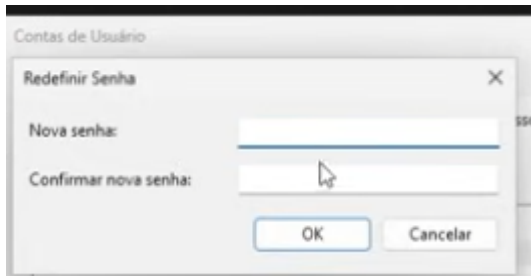 Contas de Usuário
Redefinir Senha
Nova senha:
Confirmar nova senha:
OK Cancelar